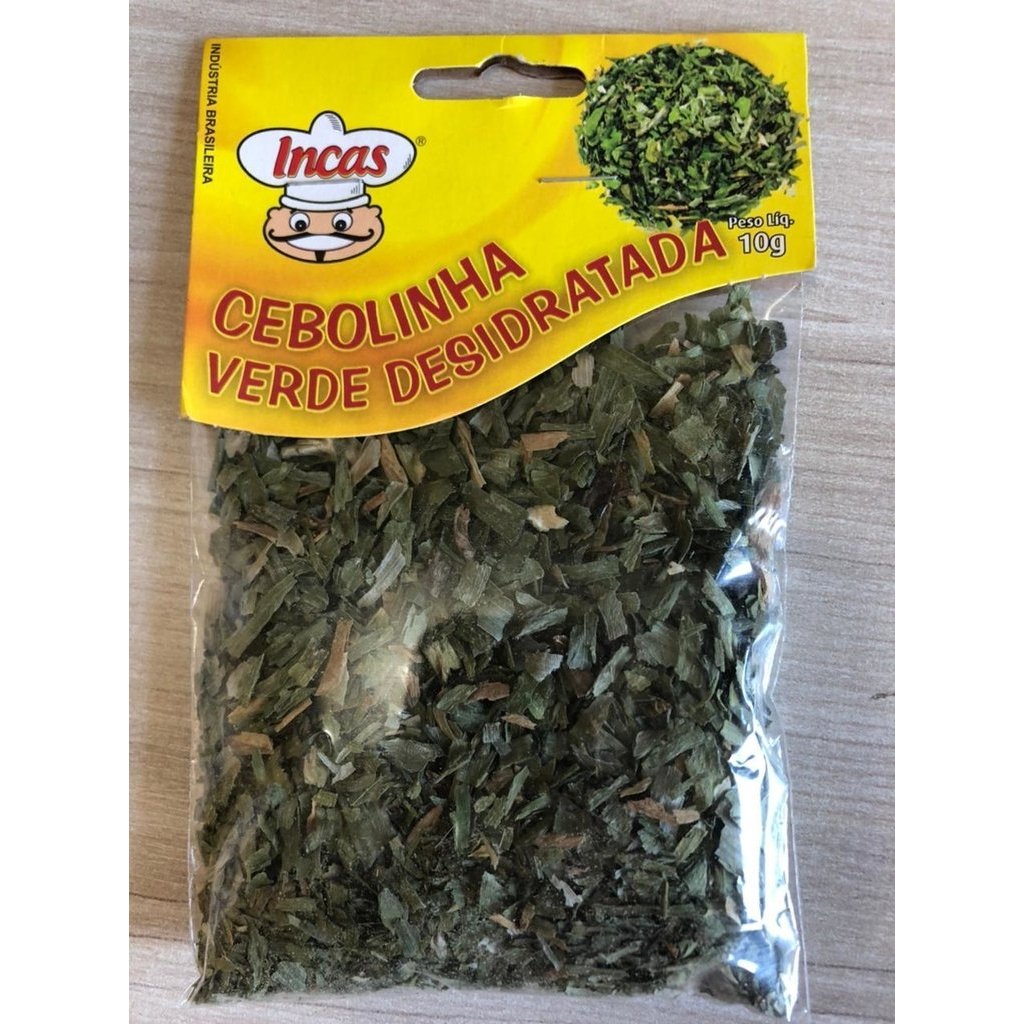 INDÚSTRIA BRASILEIRA
Incas®
Peso Líq.
10g
CEBOLINHA
VERDE DESIDRATADA